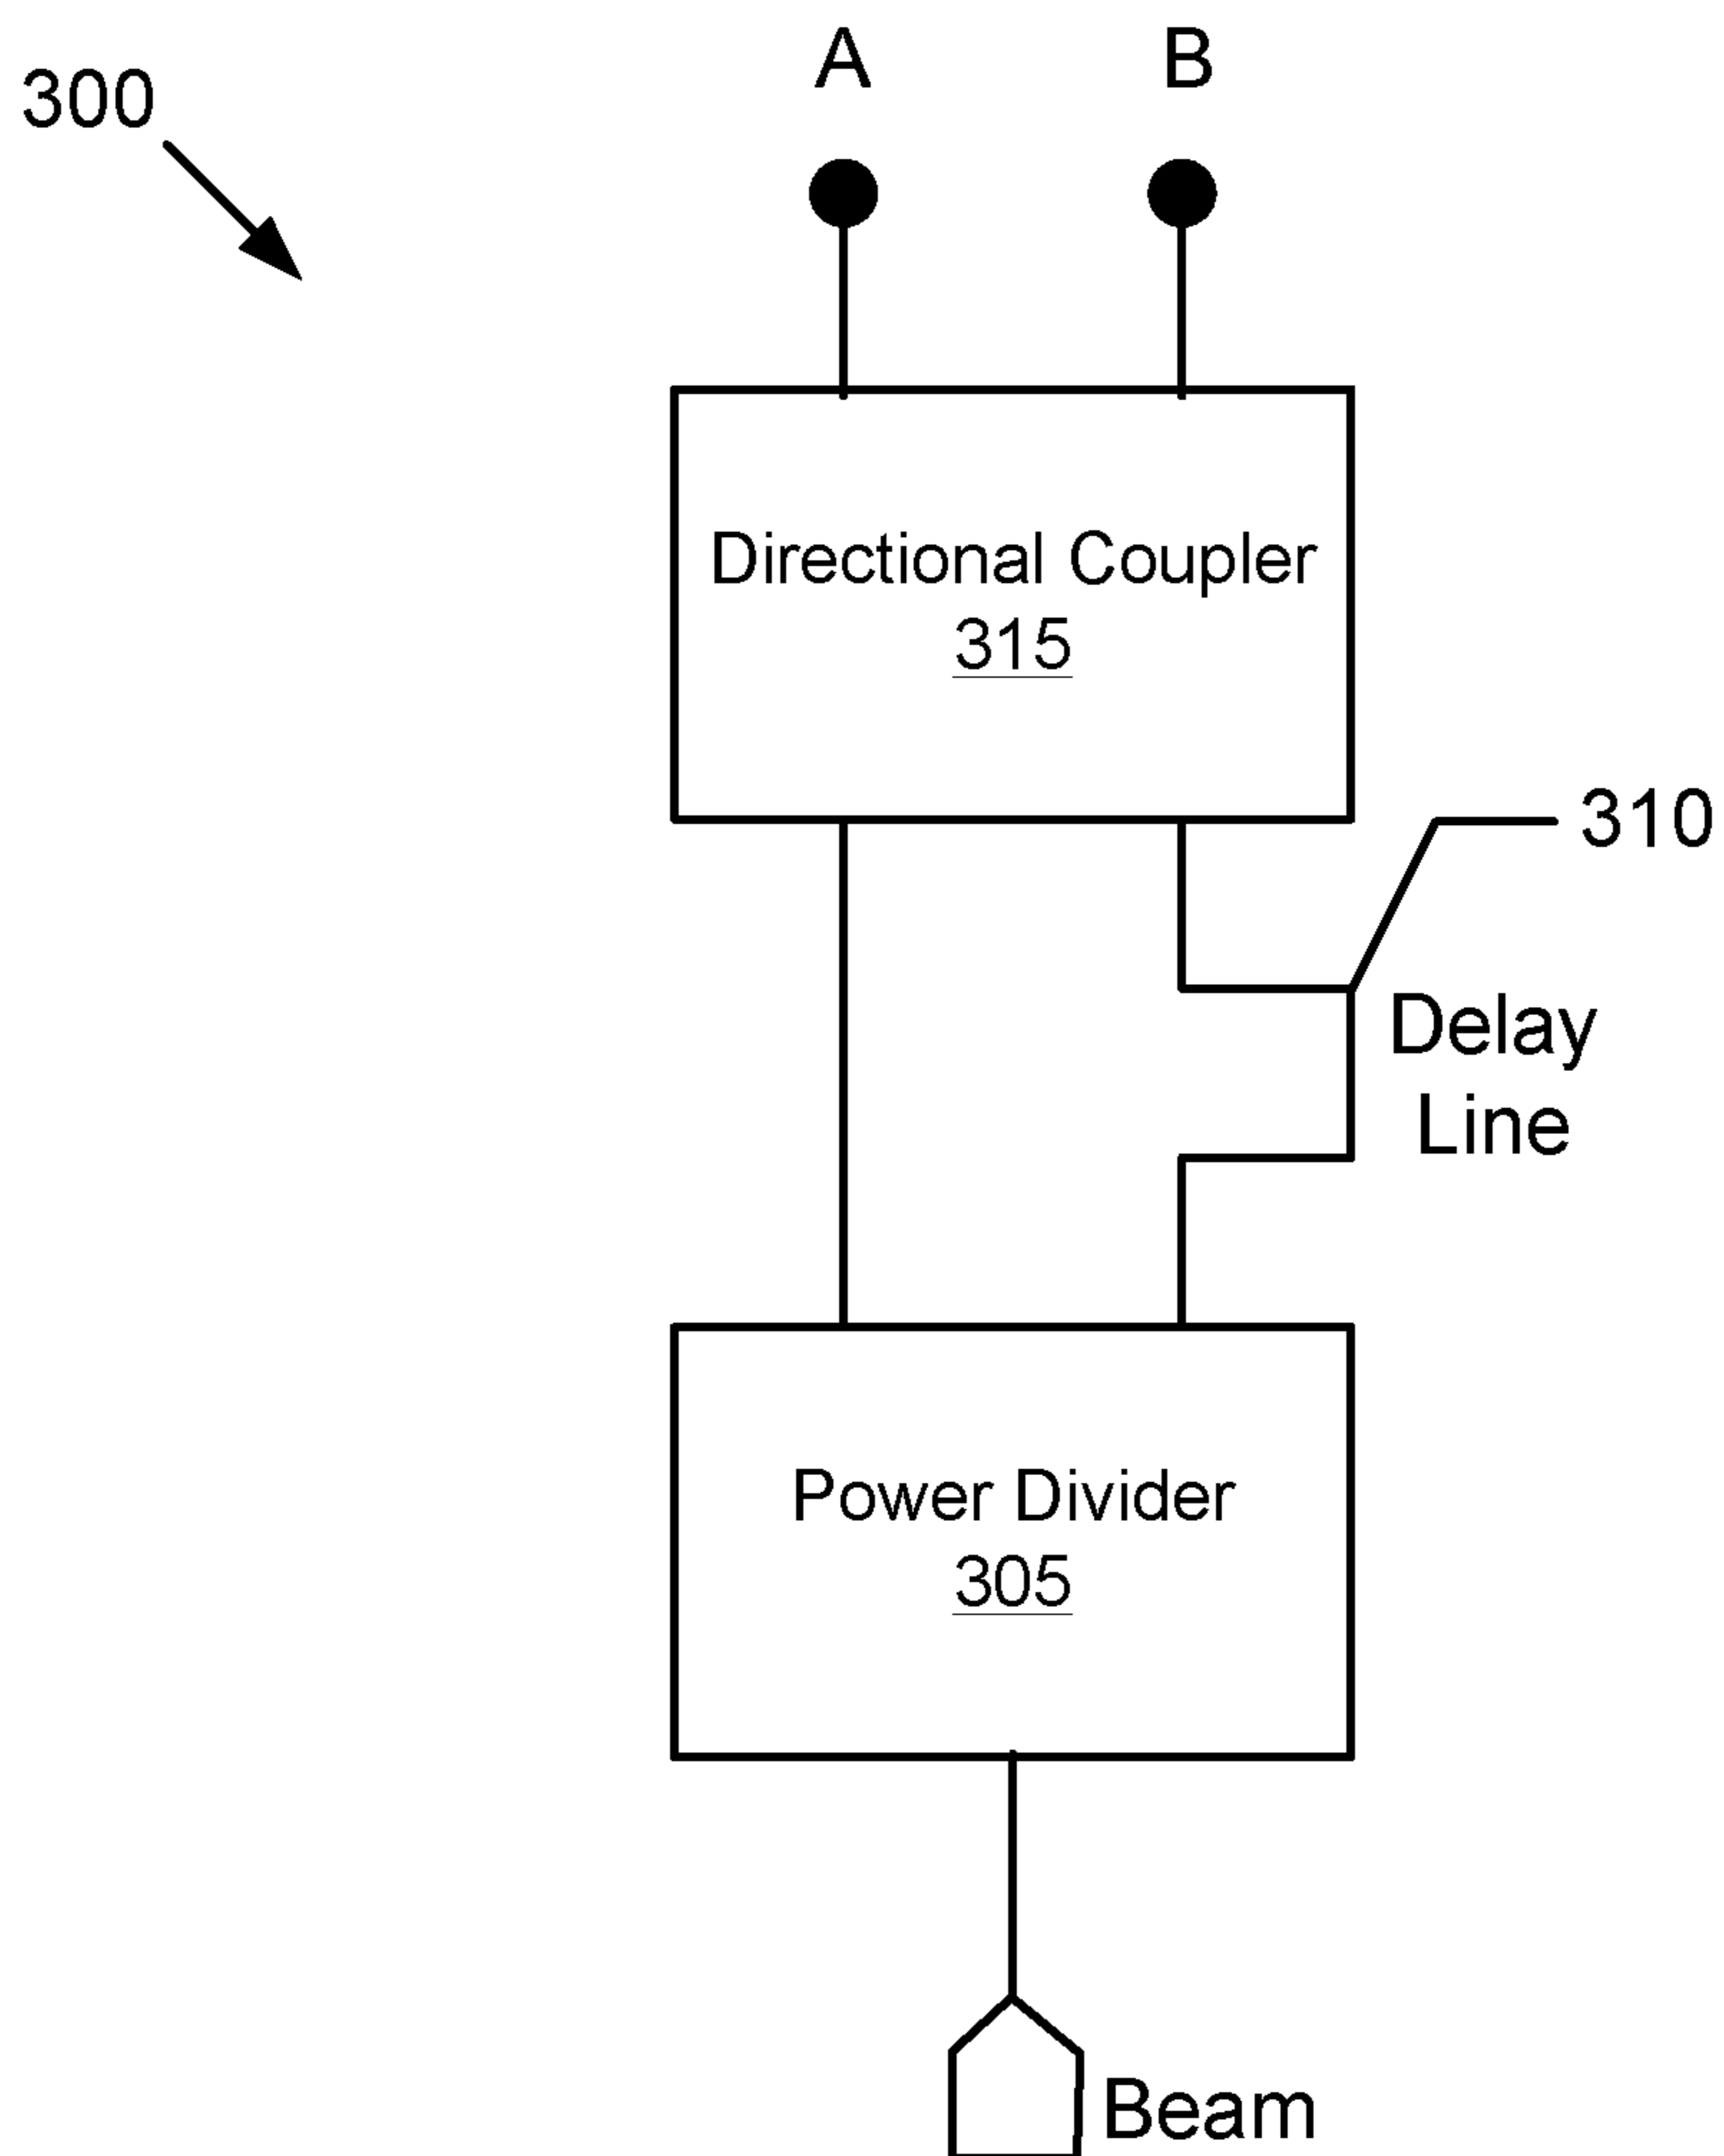 300
A
B
Directional Coupler
315
310
Delay
Line
Power Divider
305
Beam